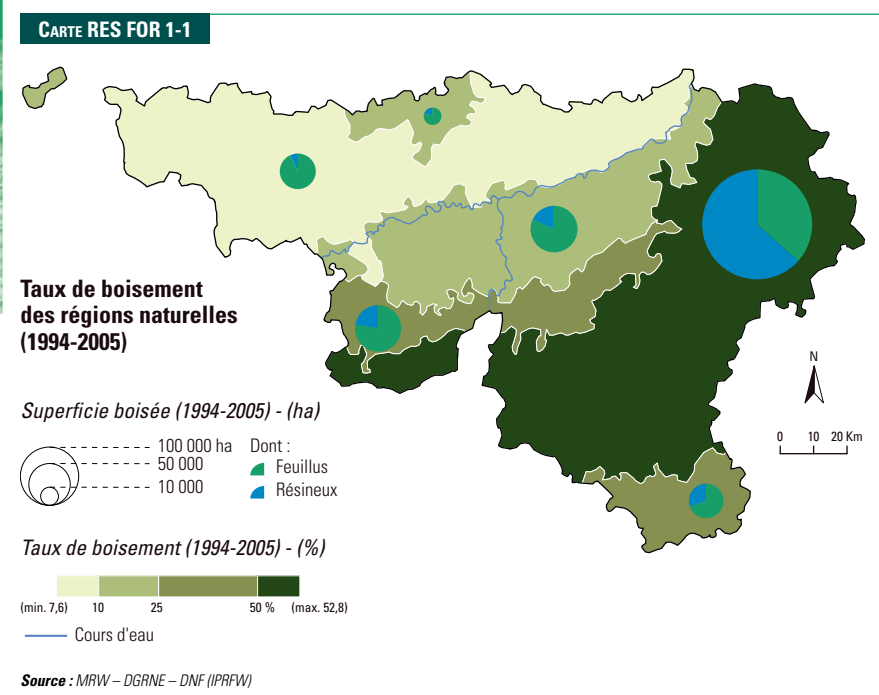 CARTE RES FOR 1-1
Taux de boisement
des régions naturelles
(1994-2005)
Superficie boisée (1994-2005) - (ha)
100 000 ha
50 000
10 000
Dont :
Feuillus
Résineux
N
0 10 20 Km
Taux de boisement (1994-2005) - (%)
(min. 7,6) 10 25 50 % (max. 52,8)
Cours d'eau
Source : MRW – DGRNE – DNF (IPRFW)